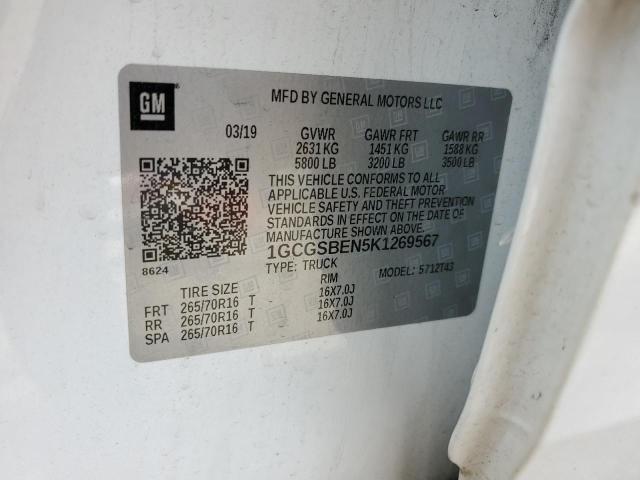 GM
MFD BY GENERAL MOTORS LLC
03/19 GVWR GAWR FRT GAWR RR
2631 KG 1451 KG 1588 KG
5800 LB 3200 LB 3500 LB
THIS VEHICLE CONFORMS TO ALL
APPLICABLE U.S. FEDERAL MOTOR
VEHICLE SAFETY AND THEFT PREVENTION
STANDARDS IN EFFECT ON THE DATE OF
MANUFACTURE SHOWN ABOVE.
1GCGSBEN5K1269567
8624
TYPE: TRUCK MODEL: 5712T43
TIRE SIZE RIM
FRT 265/70R16 T - 16X7.0J
RR 265/70R16 T - 16X7.0J
SPA 265/70R16 T - 16X7.0J